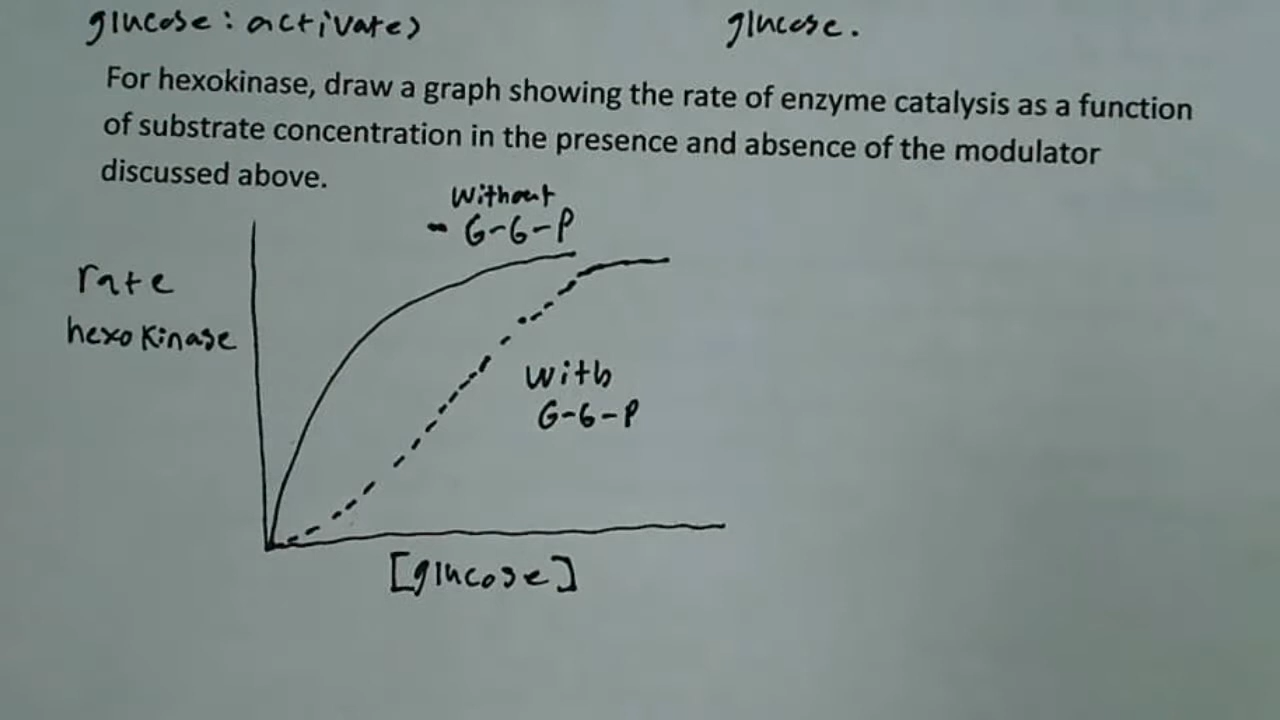 glucose: activates
glucose.
For hexokinase, draw a graph showing the rate of enzyme catalysis as a function
of substrate concentration in the presence and absence of the modulator
discussed above.
without
- G-6-P
rate
hexokinase
with
G-6-P
[glucose]